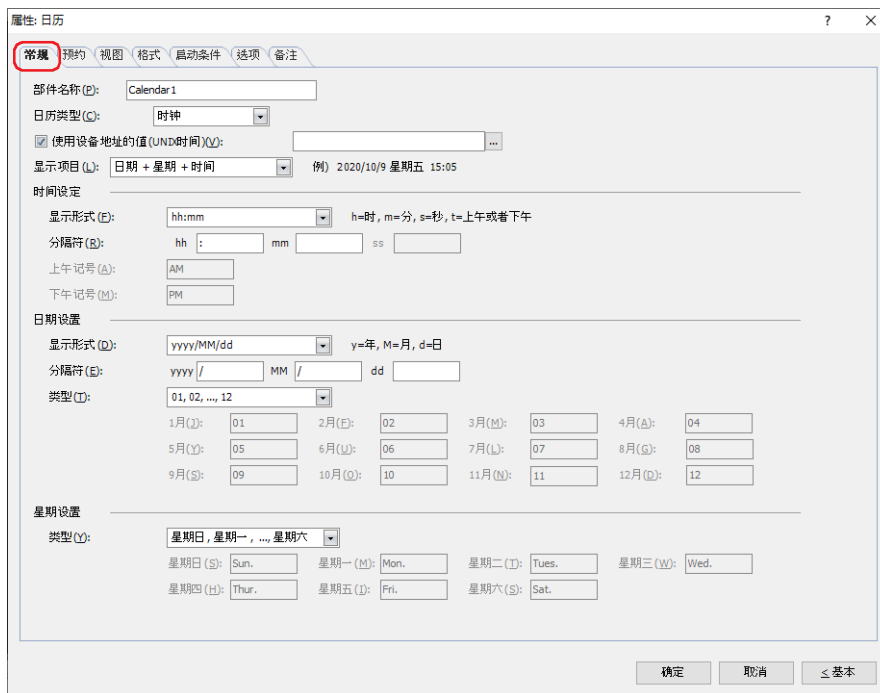 属性: 日历 ?
常规 预约 视图 格式 启动条件 选项 备注
部件名称(P): Calendar1
日历类型(C): 时钟
使用设备地址的值(UNIX时间)(V): ...
显示项目(L): 日期 + 星期 + 时间 例) 2020/10/9 星期五 15:05
时间设定
显示形式(F): hh:mm h=时, m=分, s=秒, t=上午或者下午
分隔符(R): hh : mm ss
上午记号(A): AM
下午记号(M): PM
日期设置
显示形式(D): yyyy/MM/dd y=年, M=月, d=日
分隔符(E): yyyy / MM / dd
类型(T): 01, 02, ..., 12
1月(J): 01 2月(F): 02 3月(M): 03 4月(A): 04
5月(Y): 05 6月(U): 06 7月(L): 07 8月(G): 08
9月(S): 09 10月(O): 10 11月(N): 11 12月(D): 12
星期设置
类型(Y): 星期日, 星期一, ..., 星期六
星期日(S): Sun. 星期一(M): Mon. 星期二(T): Tues. 星期三(W): Wed.
星期四(H): Thur. 星期五(I): Fri. 星期六(S): Sat.
确定 取消 < 基本